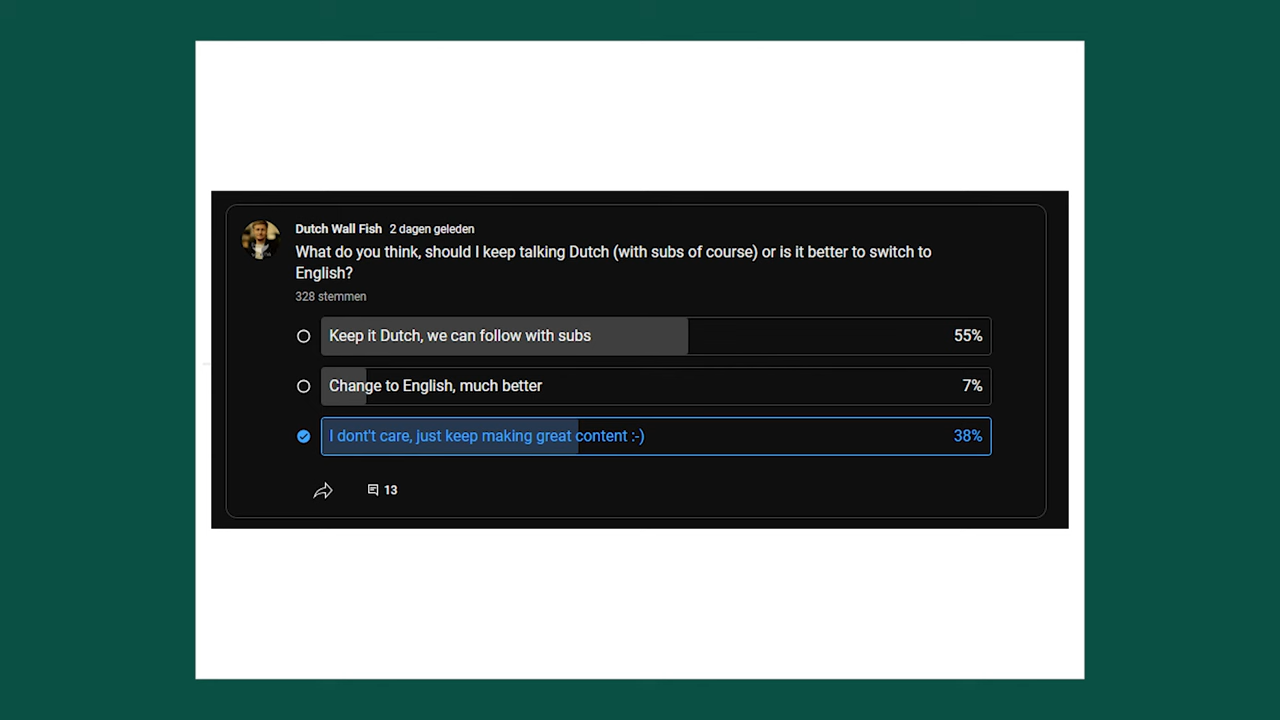 Dutch Wall Fish 2 dagen geleden
What do you think, should I keep talking Dutch (with subs of course) or is it better to switch to
English?
328 stemmen
Keep it Dutch, we can follow with subs 55%
Change to English, much better 7%
I dont't care, just keep making great content :-) 38%
13